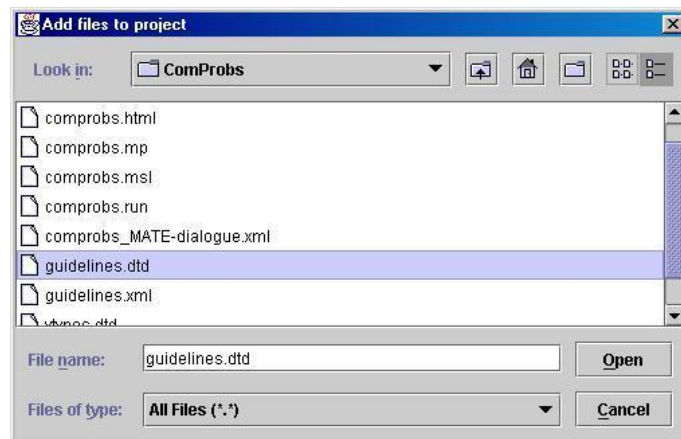 Add files to project
Look in: ComProbs
comprobs.html
comprobs.mp
comprobs.msl
comprobs.run
comprobs_MATE-dialogue.xml
guidelines.dtd
guidelines.xml
File name: guidelines.dtd Open
Files of type: All Files (*.*) Cancel